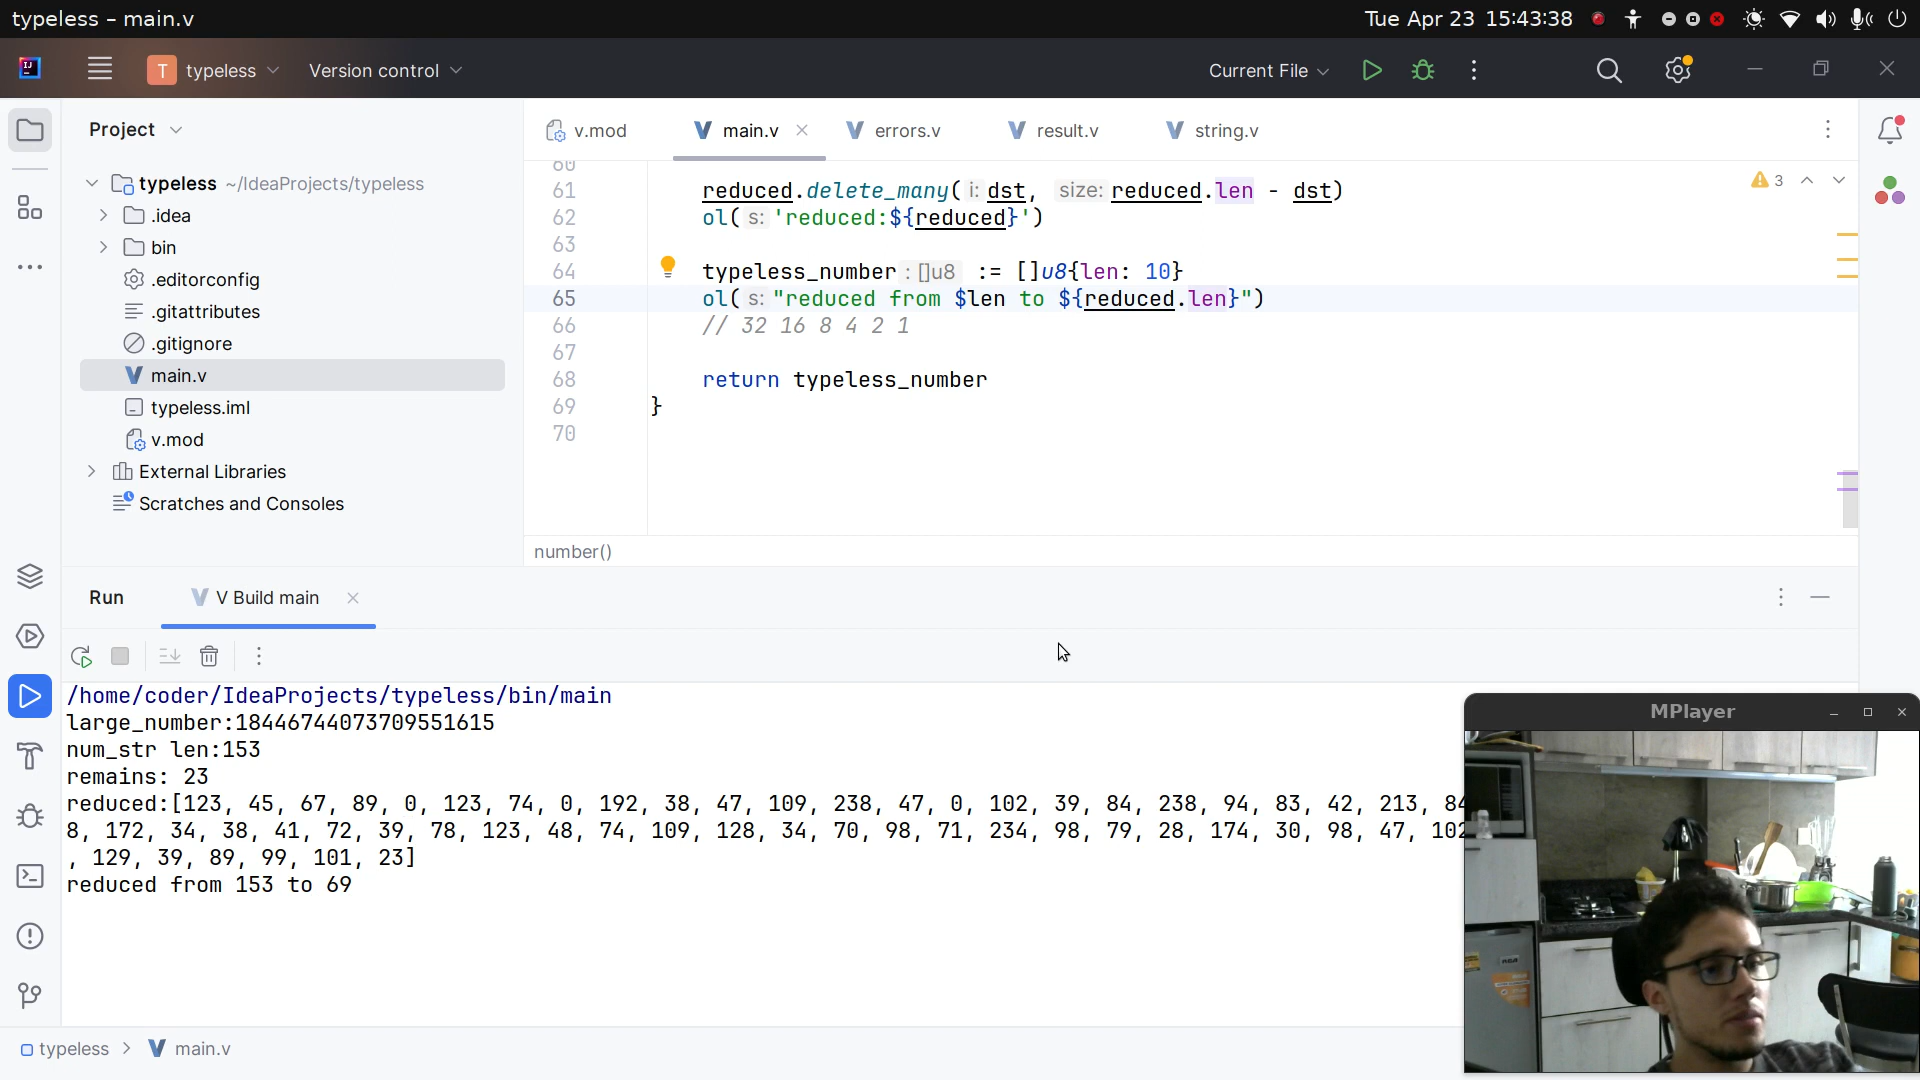 typeless – main.v
Tue Apr 23 15:43:38
T typeless
Version control
Current File
Project
v.mod
main.v
errors.v
result.v
string.v
typeless ~/IdeaProjects/typeless
.idea
bin
.editorconfig
.gitattributes
.gitignore
main.v
typeless.iml
v.mod
External Libraries
Scratches and Consoles
3
60
61 reduced.delete_many( i: dst, size: reduced.len - dst)
62 ol( s: 'reduced:${reduced}')
63
64 typeless_number : []u8 := []u8{len: 10}
65 ol( s: "reduced from $len to ${reduced.len}")
66 // 32 16 8 4 2 1
67
68 return typeless_number
69 }
70
number()
Run
V Build main
/home/coder/IdeaProjects/typeless/bin/main
large_number:18446744073709551615
num_str len:153
remains: 23
reduced:[123, 45, 67, 89, 0, 123, 74, 0, 192, 38, 47, 109, 238, 47, 0, 102, 39, 84, 238, 94, 83, 42, 213, 84
8, 172, 34, 38, 41, 72, 39, 78, 123, 48, 74, 109, 128, 34, 70, 98, 71, 234, 98, 79, 28, 174, 30, 98, 47, 102
, 129, 39, 89, 99, 101, 23]
reduced from 153 to 69
MPlayer
typeless > main.v